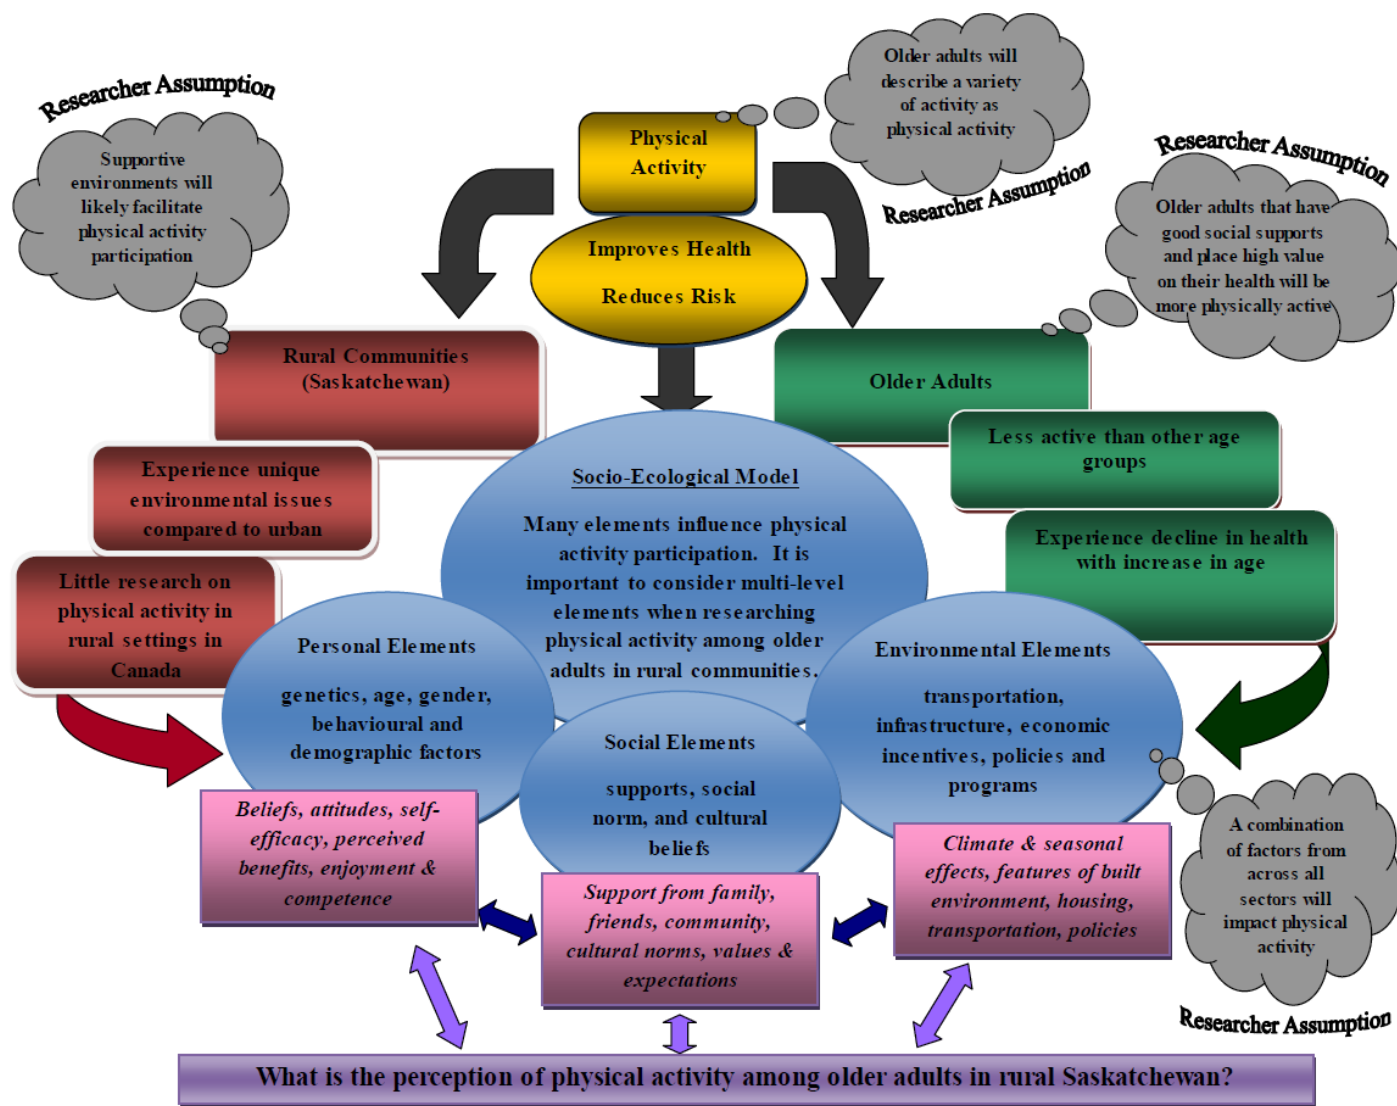 Researcher Assumption
Supportive
environments will
likely facilitate
physical activity
participation
Physical
Activity
Improves Health
Reduces Risk
Older adults will
describe a variety
of activity as
physical activity
Researcher Assumption
Researcher Assumption
Older adults that have
good social supports
and place high value
on their health will be
more physically active
Rural Communities
(Saskatchewan)
Experience unique
environmental issues
compared to urban
Little research on
physical activity in
rural settings in
Canada
Older Adults
Less active than other age
groups
Experience decline in health
with increase in age
Socio-Ecological Model
Many elements influence physical
activity participation. It is
important to consider multi-level
elements when researching
physical activity among older
adults in rural communities.
Personal Elements
genetics, age, gender,
behavioural and
demographic factors
Social Elements
supports, social
norm, and cultural
beliefs
Environmental Elements
transportation,
infrastructure, economic
incentives, policies and
programs
Beliefs, attitudes, self-
efficacy, perceived
benefits, enjoyment &
competence
Support from family,
friends, community,
cultural norms, values &
expectations
Climate & seasonal
effects, features of built
environment, housing,
transportation, policies
A combination
of factors from
across all
sectors will
impact physical
activity
Researcher Assumption
What is the perception of physical activity among older adults in rural Saskatchewan?